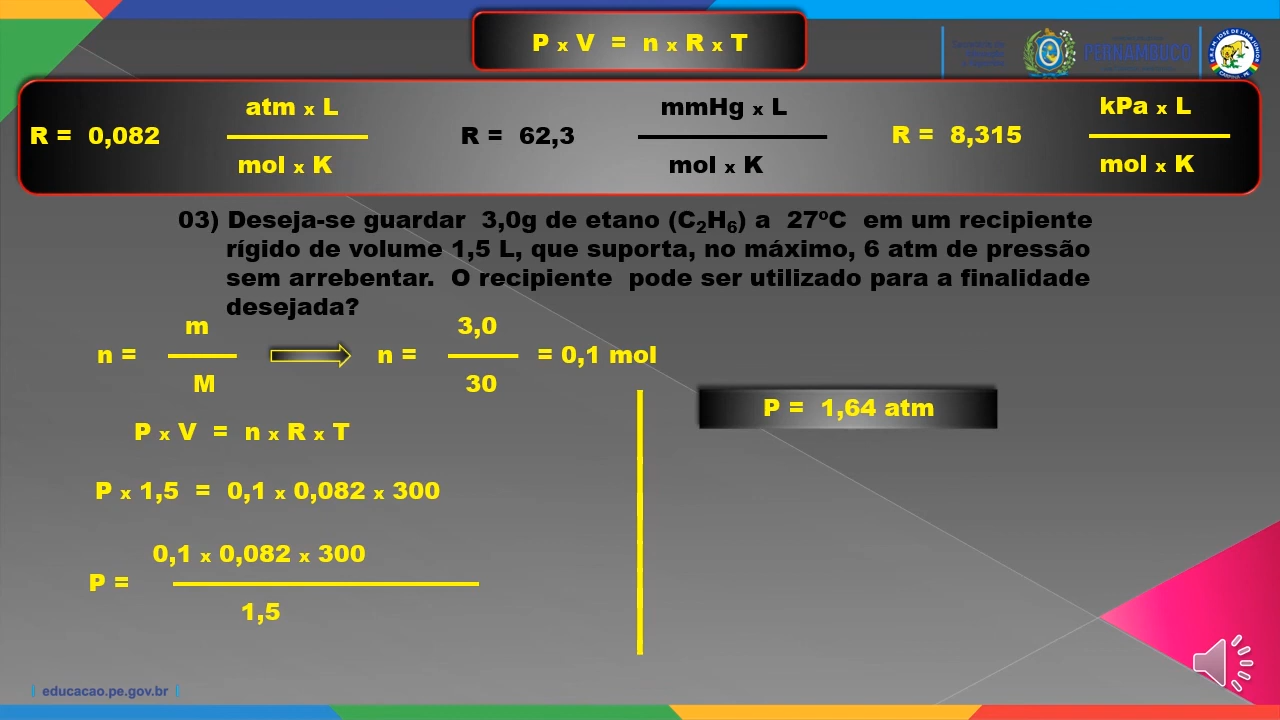 P x V = n x R x T
PERNAMBUCO
R = 0,082 atm x L
mol x K
R = 62,3 mmHg x L
mol x K
R = 8,315 kPa x L
mol x K
03) Deseja-se guardar 3,0g de etano (C₂H₆) a 27ºC em um recipiente
rígido de volume 1,5 L, que suporta, no máximo, 6 atm de pressão
sem arrebentar. O recipiente pode ser utilizado para a finalidade
desejada?
m
n =
M
3,0
n = = 0,1 mol
30
P x V = n x R x T
P x 1,5 = 0,1 x 0,082 x 300
0,1 x 0,082 x 300
P =
1,5
P = 1,64 atm
educacao.pe.gov.br